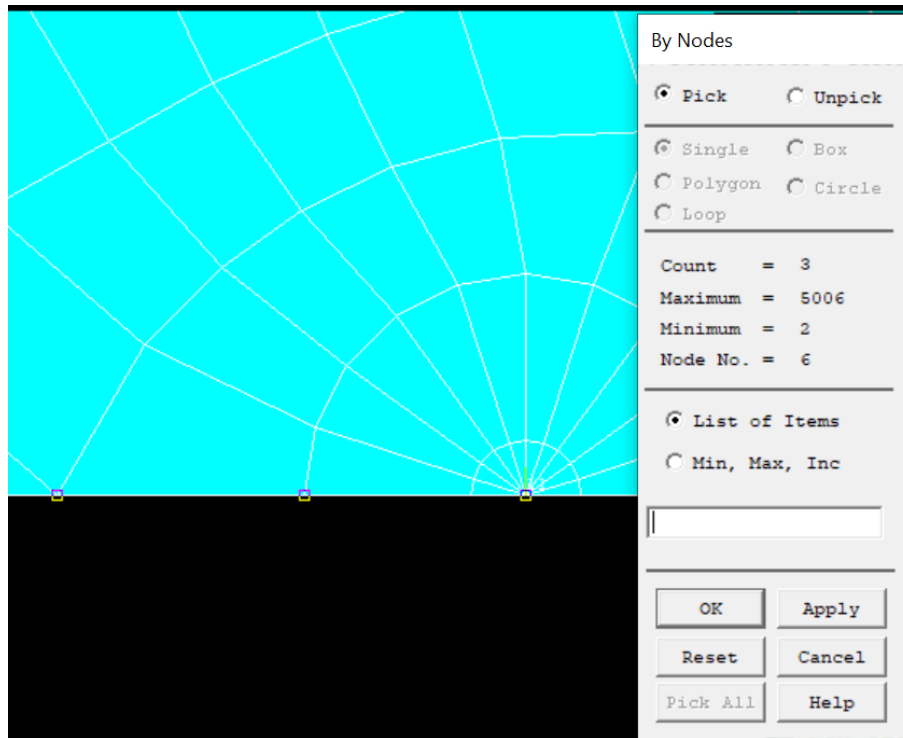 By Nodes
Pick Unpick
Single Box
Polygon Circle
Loop
Count = 3
Maximum = 5006
Minimum = 2
Node No. = 6
List of Items
Min, Max, Inc
OK Apply
Reset Cancel
Pick All Help